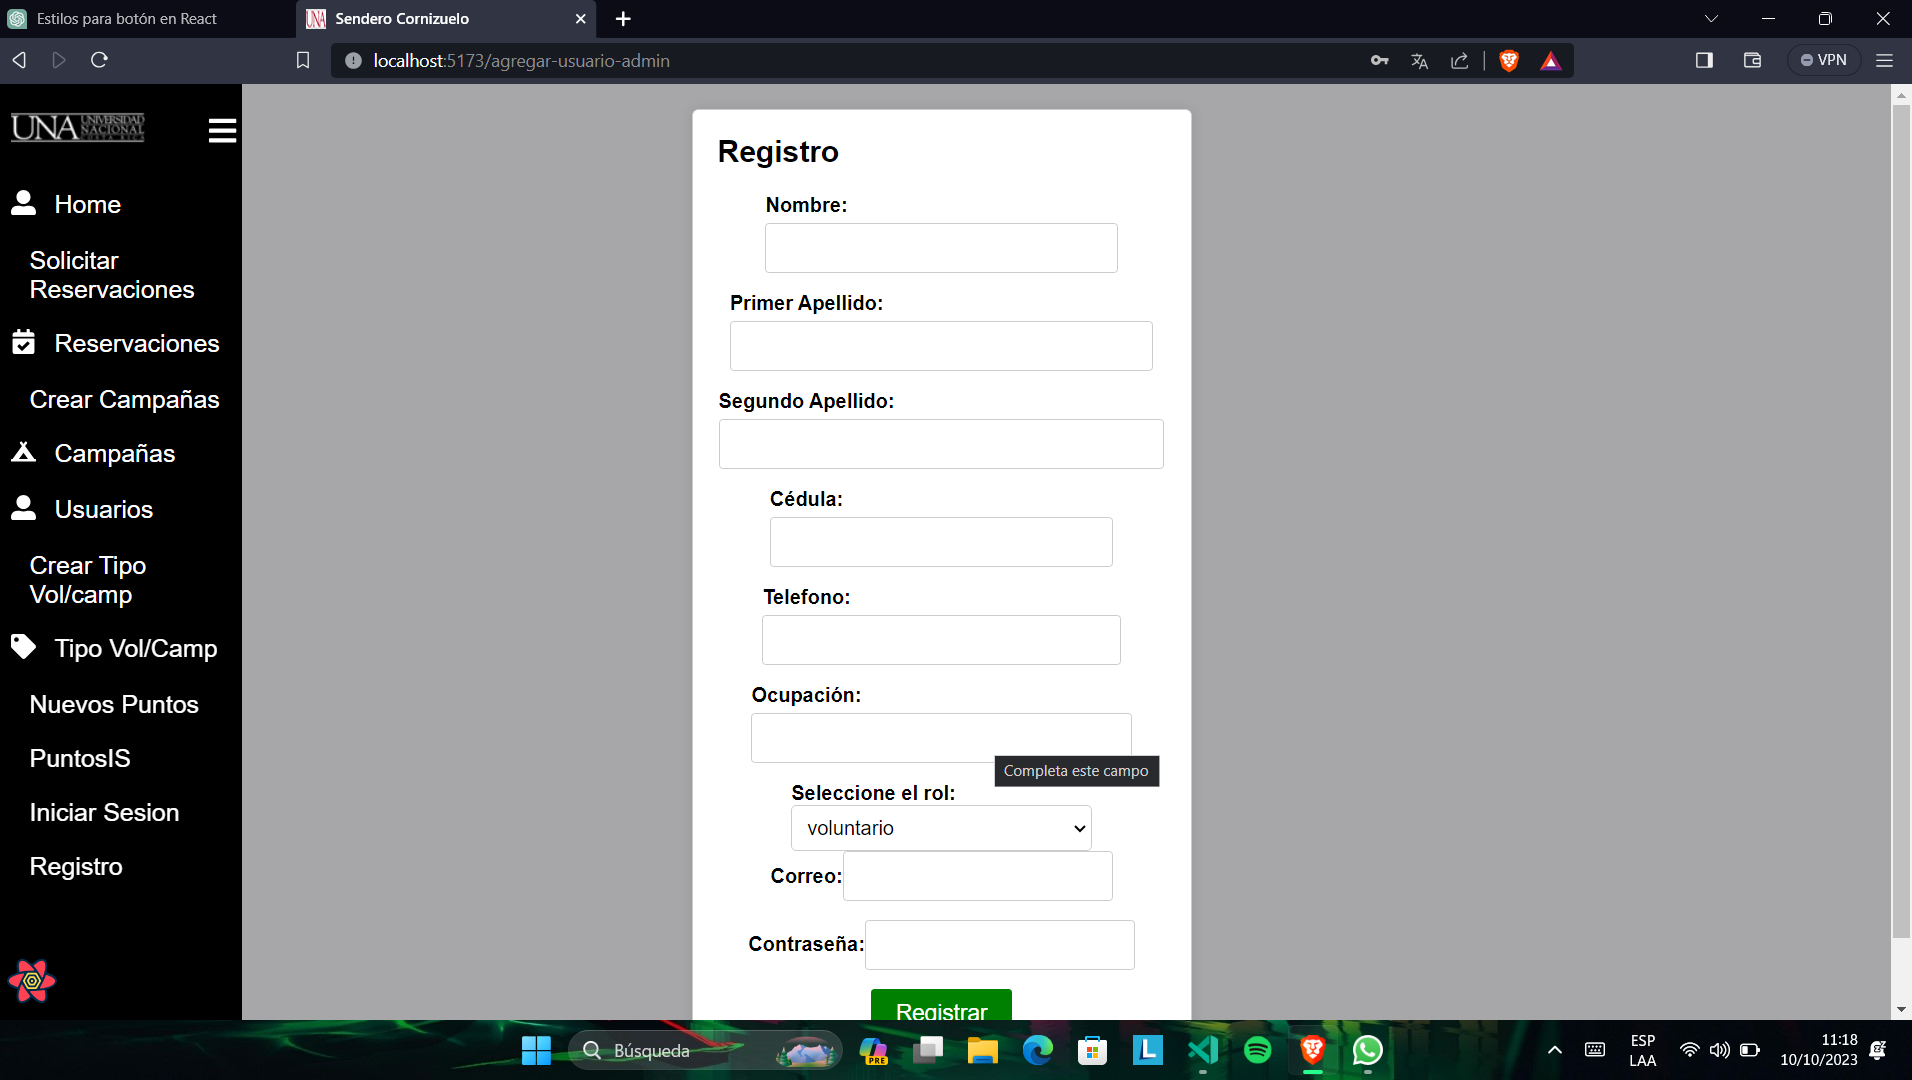 Estilos para botón en React
Sendero Cornizuelo
localhost:5173/agregar-usuario-admin
VPN
UNA UNIVERSIDAD
NACIONAL
COSTA RICA
Home
Solicitar
Reservaciones
Reservaciones
Crear Campañas
Campañas
Usuarios
Crear Tipo
Vol/camp
Tipo Vol/Camp
Nuevos Puntos
PuntosIS
Iniciar Sesion
Registro
Registro
Nombre:
Primer Apellido:
Segundo Apellido:
Cédula:
Telefono:
Ocupación:
Completa este campo
Seleccione el rol:
voluntario
Correo:
Contraseña:
Registrar
Búsqueda
PRE
L
ESP
LAA
11:18
10/10/2023